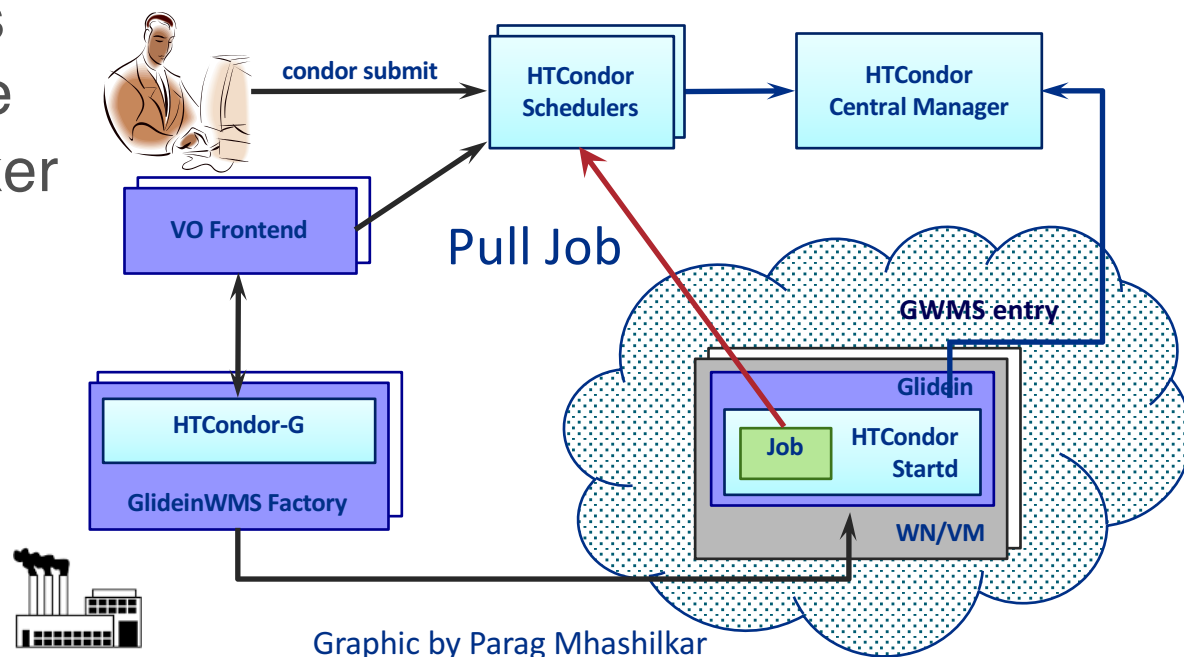 s
e
ker
condor submit
HTCondor
Schedulers
HTCondor
Central Manager
VO Frontend
Pull Job
GWMS entry
Glidein
HTCondor-G
Job
HTCondor
Startd
GlideinWMS Factory
WN/VM
Graphic by Parag Mhashilkar